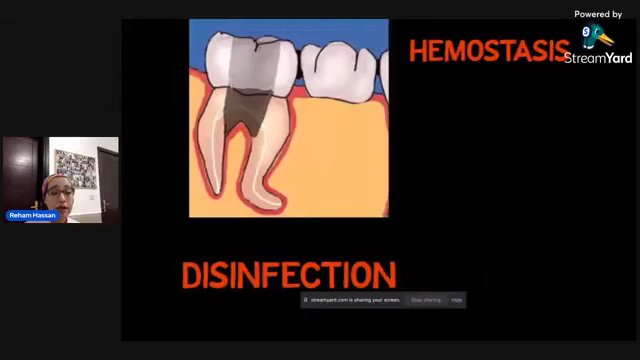 Powered by
StreamYard
HEMOSTASIS
Reham Hassan
DISINFECTION
streamyard.com is sharing your screen.
Stop sharing
Hide